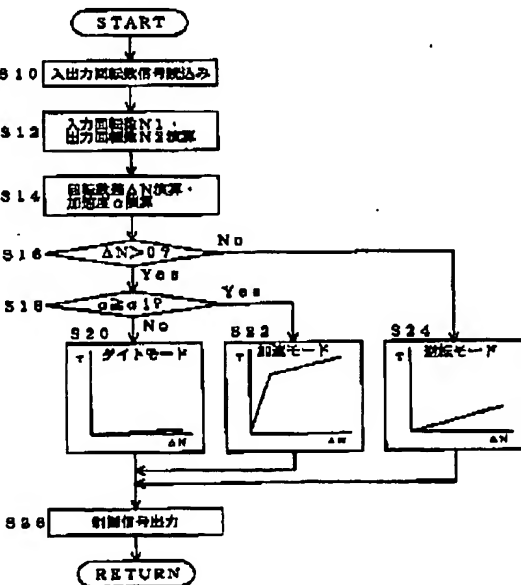 START
S10 入出力回転数信号読込み
S12 入力回転数N1・
出力回転数N2演算
S14 回転数差ΔN演算・
加速度α演算
S16 ΔN>0?
No
Yes
S18 α≧α1?
Yes
No
S20 タイトモード
T
ΔN
S22 加速モード
T
ΔN
S24 逆転モード
T
ΔN
S26 制御信号出力
RETURN